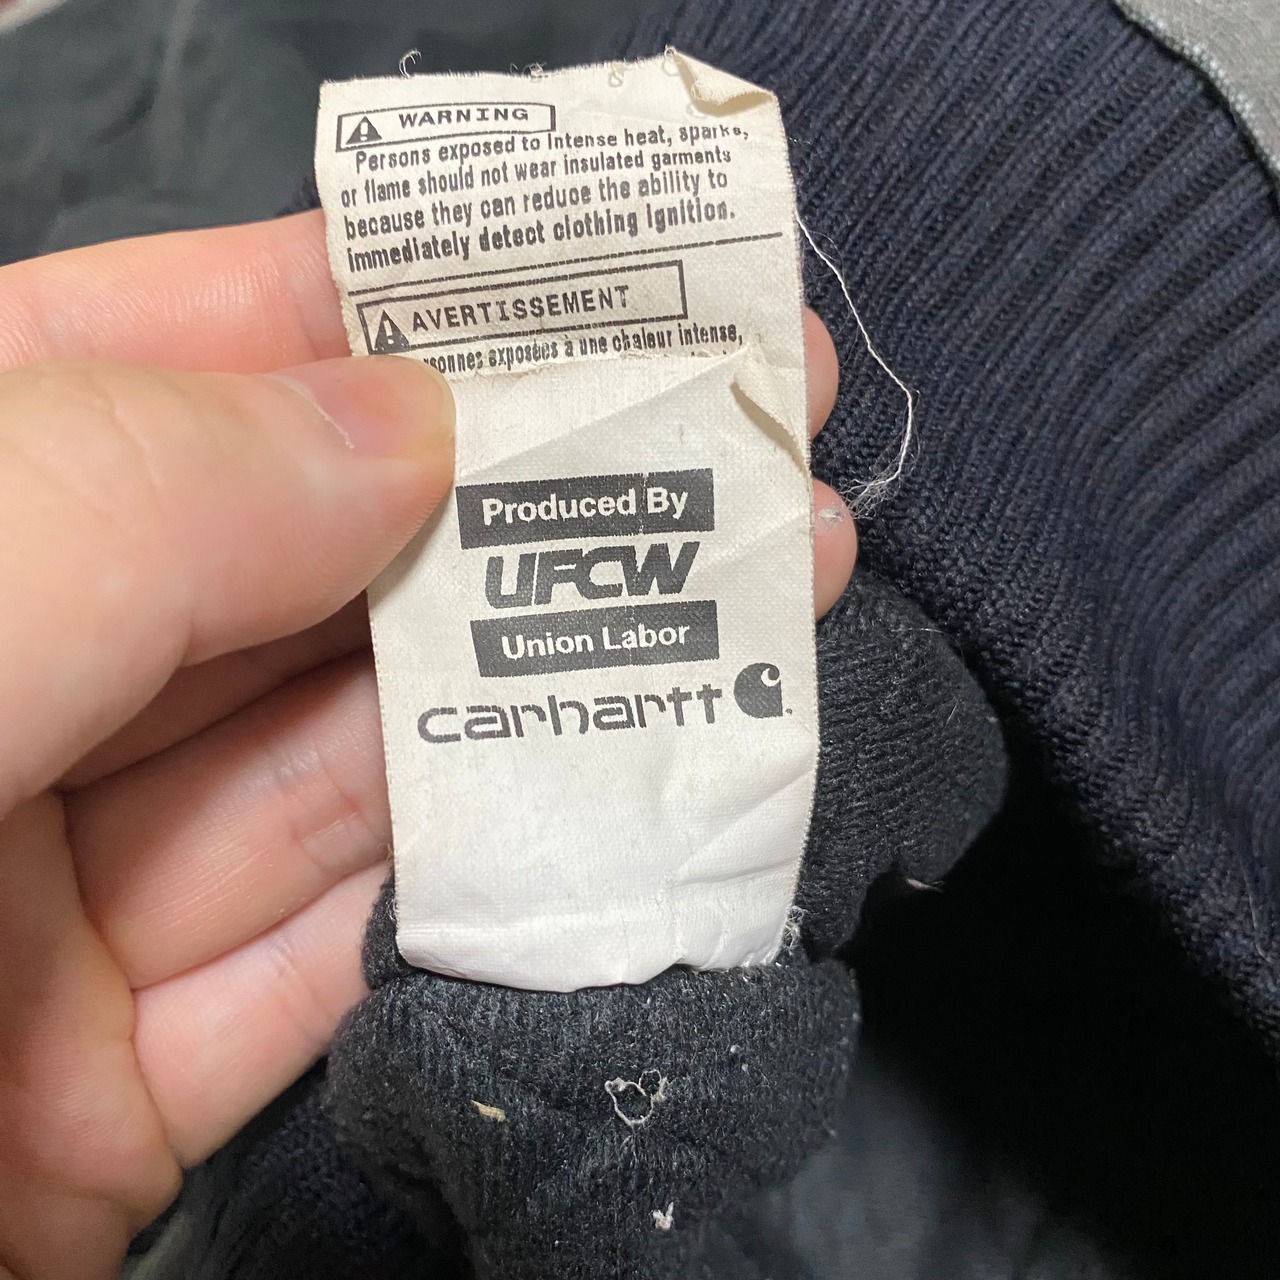 WARNING
Persons exposed to Intense heat, sparks,
or flame should not wear insulated garments
because they can reduce the ability to
immediately detect clothing Ignition.
AVERTISSEMENT
exposées à une chaleur intense,
Produced By
UFCW
Union Labor
carhartt